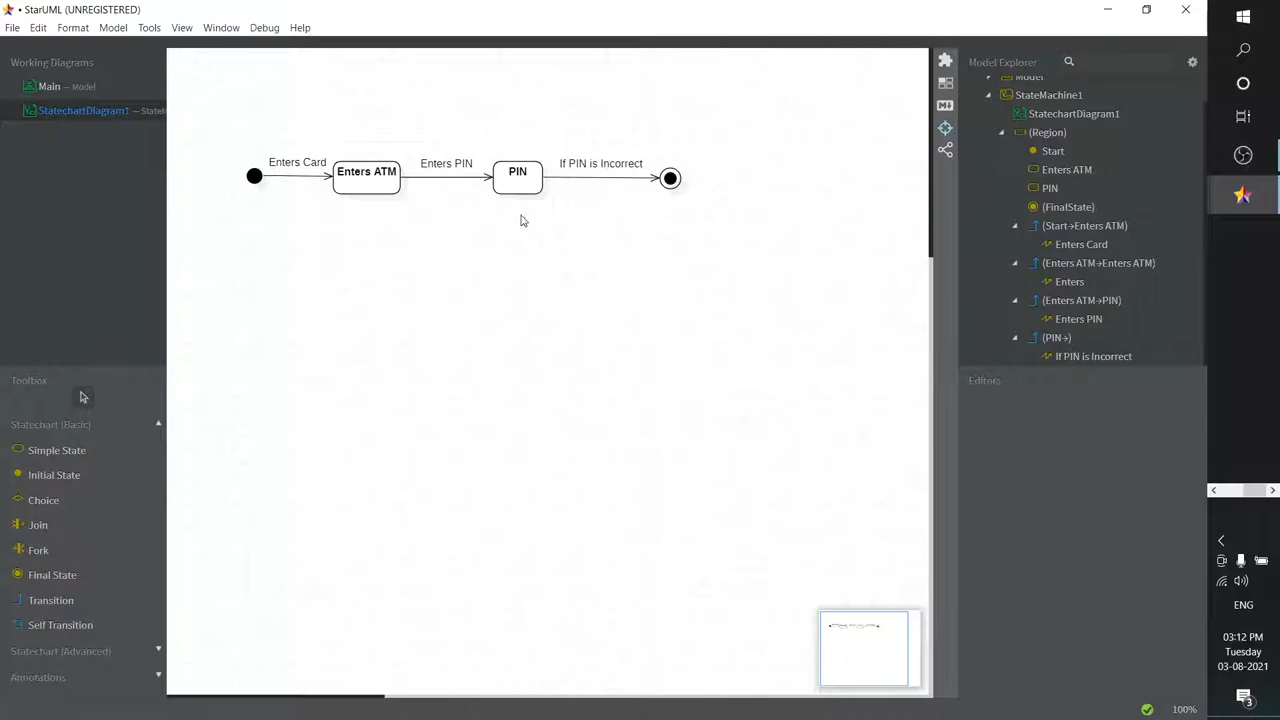 • StarUML (UNREGISTERED)
File Edit Format Model Tools View Window Debug Help
Working Diagrams
Main — Model
StatechartDiagram1 — StateM
Toolbox
Statechart (Basic)
Simple State
Initial State
Choice
Join
Fork
Final State
Transition
Self Transition
Statechart (Advanced)
Annotations
Enters Card
Enters ATM
Enters PIN
PIN
If PIN is Incorrect
M
Model Explorer
Model
StateMachine1
StatechartDiagram1
(Region)
Start
Enters ATM
PIN
(FinalState)
(Start→Enters ATM)
Enters Card
(Enters ATM→Enters ATM)
Enters
(Enters ATM→PIN)
Enters PIN
(PIN→)
If PIN is Incorrect
Editors
100%
ENG
03:12 PM
Tuesday
03-08-2021
3